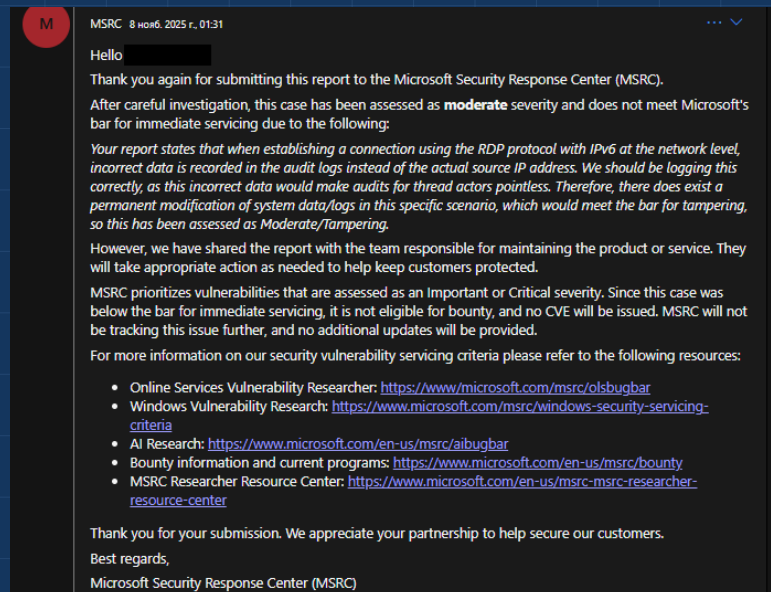 M
MSRC 8 нояб. 2025 г., 01:31
Hello
Thank you again for submitting this report to the Microsoft Security Response Center (MSRC).
After careful investigation, this case has been assessed as moderate severity and does not meet Microsoft's
bar for immediate servicing due to the following:
Your report states that when establishing a connection using the RDP protocol with IPv6 at the network level,
incorrect data is recorded in the audit logs instead of the actual source IP address. We should be logging this
correctly, as this incorrect data would make audits for thread actors pointless. Therefore, there does exist a
permanent modification of system data/logs in this specific scenario, which would meet the bar for tampering,
so this has been assessed as Moderate/Tampering.
However, we have shared the report with the team responsible for maintaining the product or service. They
will take appropriate action as needed to help keep customers protected.
MSRC prioritizes vulnerabilities that are assessed as an Important or Critical severity. Since this case was
below the bar for immediate servicing, it is not eligible for bounty, and no CVE will be issued. MSRC will not
be tracking this issue further, and no additional updates will be provided.
For more information on our security vulnerability servicing criteria please refer to the following resources:
• Online Services Vulnerability Researcher: https://www/microsoft.com/msrc/olsbugbar
• Windows Vulnerability Research: https://www.microsoft.com/msrc/windows-security-servicing-
criteria
• AI Research: https://www.microsoft.com/en-us/msrc/aibugbar
• Bounty information and current programs: https://www.microsoft.com/en-us/msrc/bounty
• MSRC Researcher Resource Center: https://www.microsoft.com/en-us/msrc-msrc-researcher-
resource-center
Thank you for your submission. We appreciate your partnership to help secure our customers.
Best regards,
Microsoft Security Response Center (MSRC)